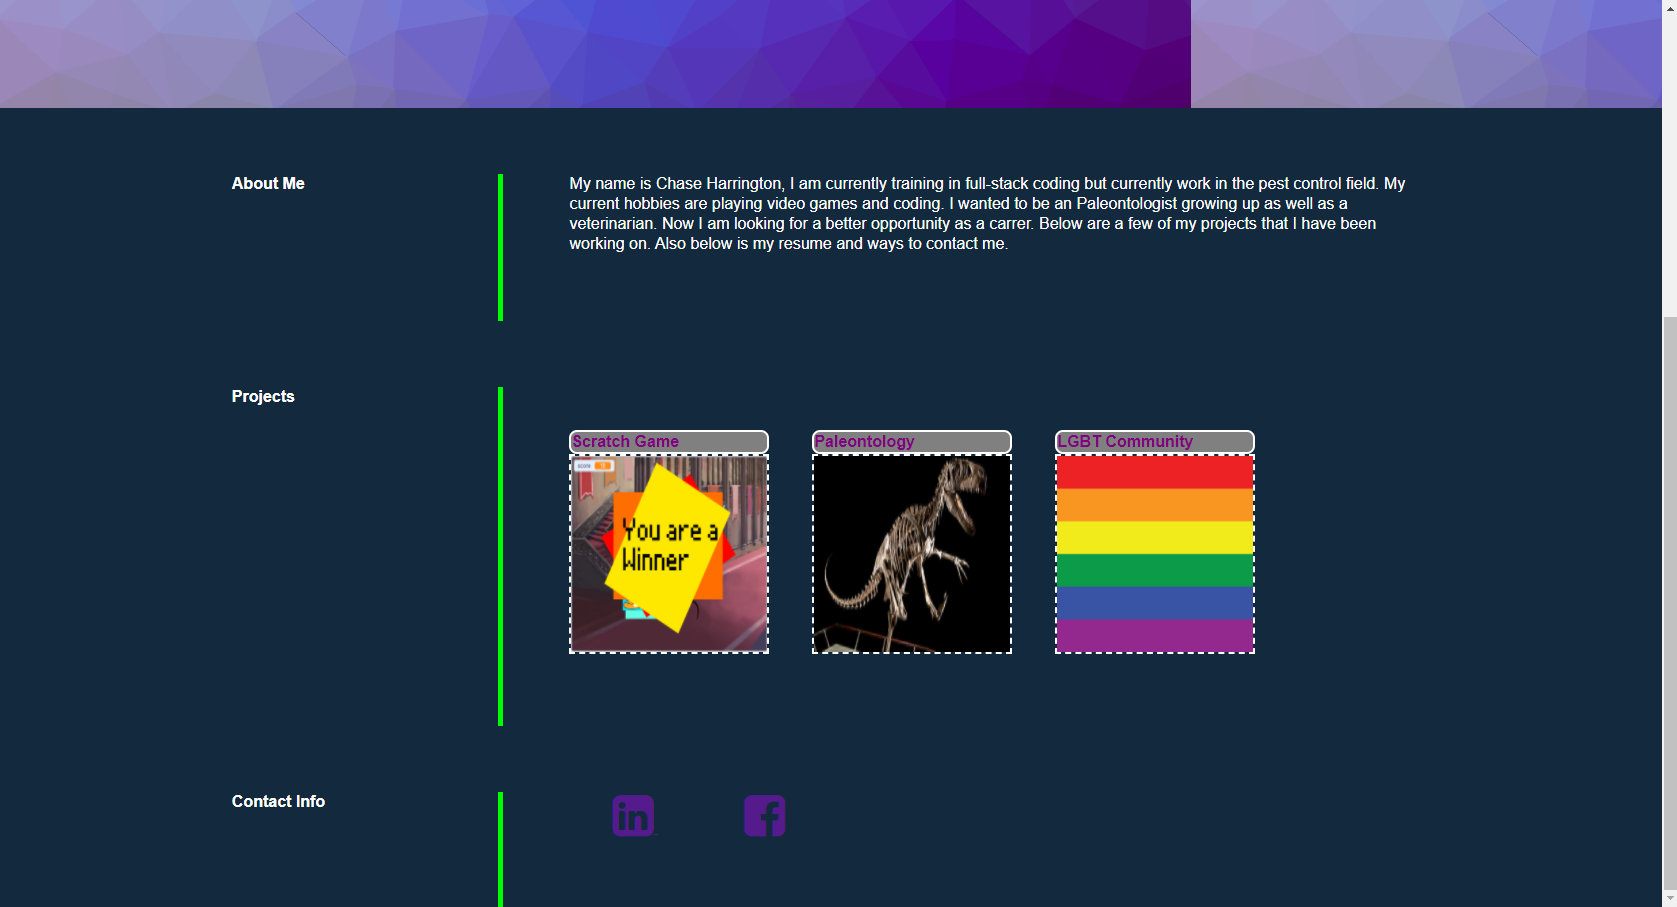 About Me
My name is Chase Harrington, I am currently training in full-stack coding but currently work in the pest control field. My
current hobbies are playing video games and coding. I wanted to be an Paleontologist growing up as well as a
veterinarian. Now I am looking for a better opportunity as a carrer. Below are a few of my projects that I have been
working on. Also below is my resume and ways to contact me.
Projects
Scratch Game
Paleontology
LGBT Community
You are a
Winner
Contact Info
in
f